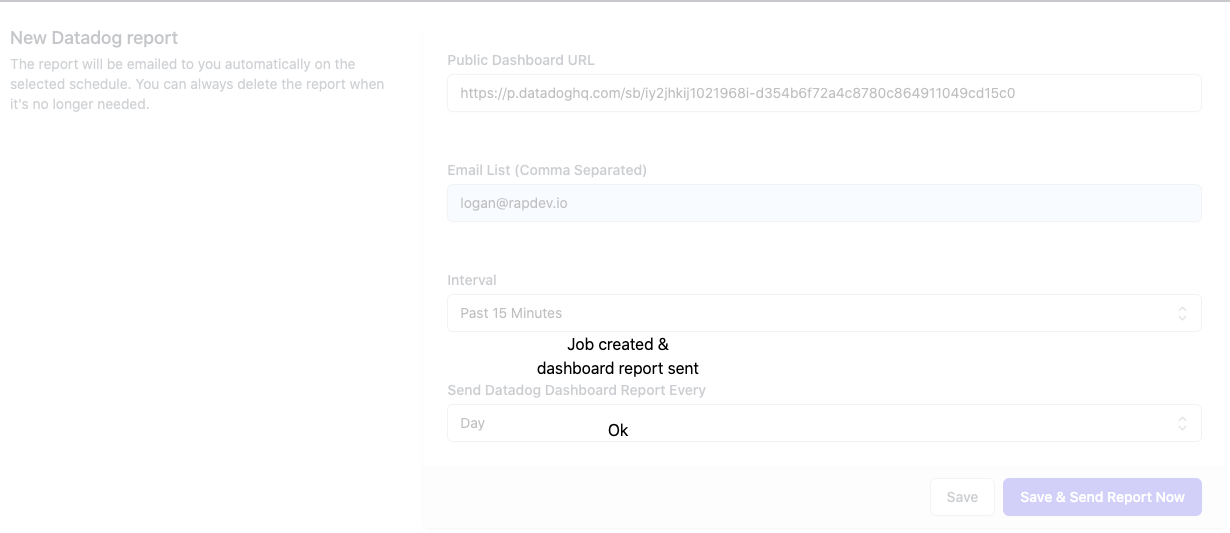 New Datadog report
The report will be emailed to you automatically on the
selected schedule. You can always delete the report when
it's no longer needed.
Public Dashboard URL
https://p.datadoghq.com/sb/iy2jhkij1021968i-d354b6f72a4c8780c864911049cd15c0
Email List (Comma Separated)
logan@rapdev.io
Interval
Past 15 Minutes
Job created &
dashboard report sent
Send Datadog Dashboard Report Every
Day
Ok
Save
Save & Send Report Now